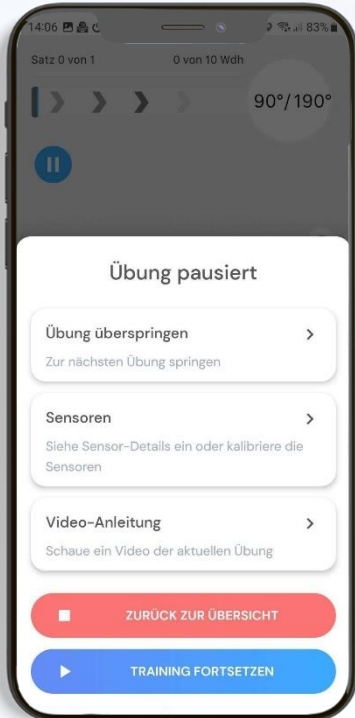 14:06 83%
Satz 0 von 1 0 von 10 Wdh
90°/190°
Übung pausiert
Übung überspringen
Zur nächsten Übung springen
Sensoren
Siehe Sensor-Details ein oder kalibriere die
Sensoren
Video-Anleitung
Schaue ein Video der aktuellen Übung
ZURÜCK ZUR ÜBERSICHT
TRAINING FORTSETZEN